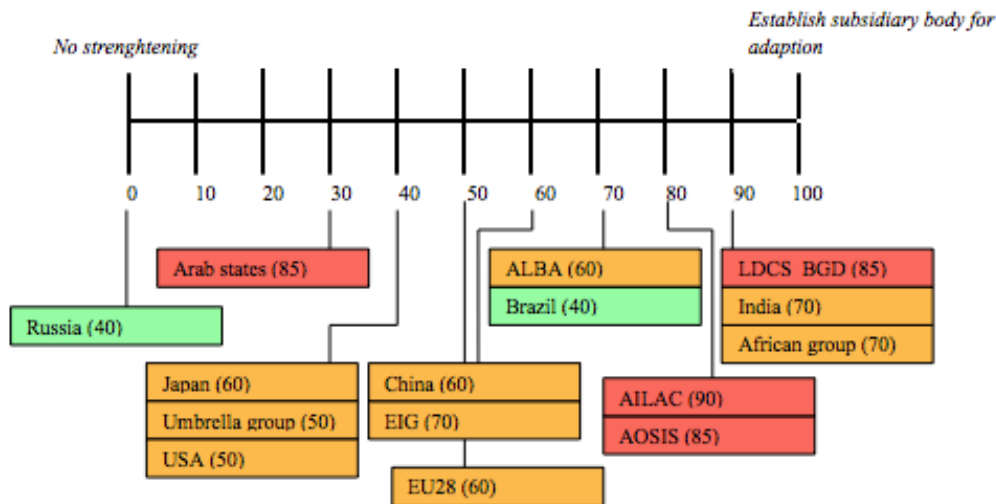 Establish subsidiary body for
adaption
No strenghtening
0 10 20 30 40 50 60 70 80 90 100
Arab states (85)
ALBA (60)
LDCS BGD (85)
Russia (40)
Brazil (40)
India (70)
African group (70)
Japan (60)
China (60)
AILAC (90)
Umbrella group (50)
EIG (70)
AOSIS (85)
USA (50)
EU28 (60)